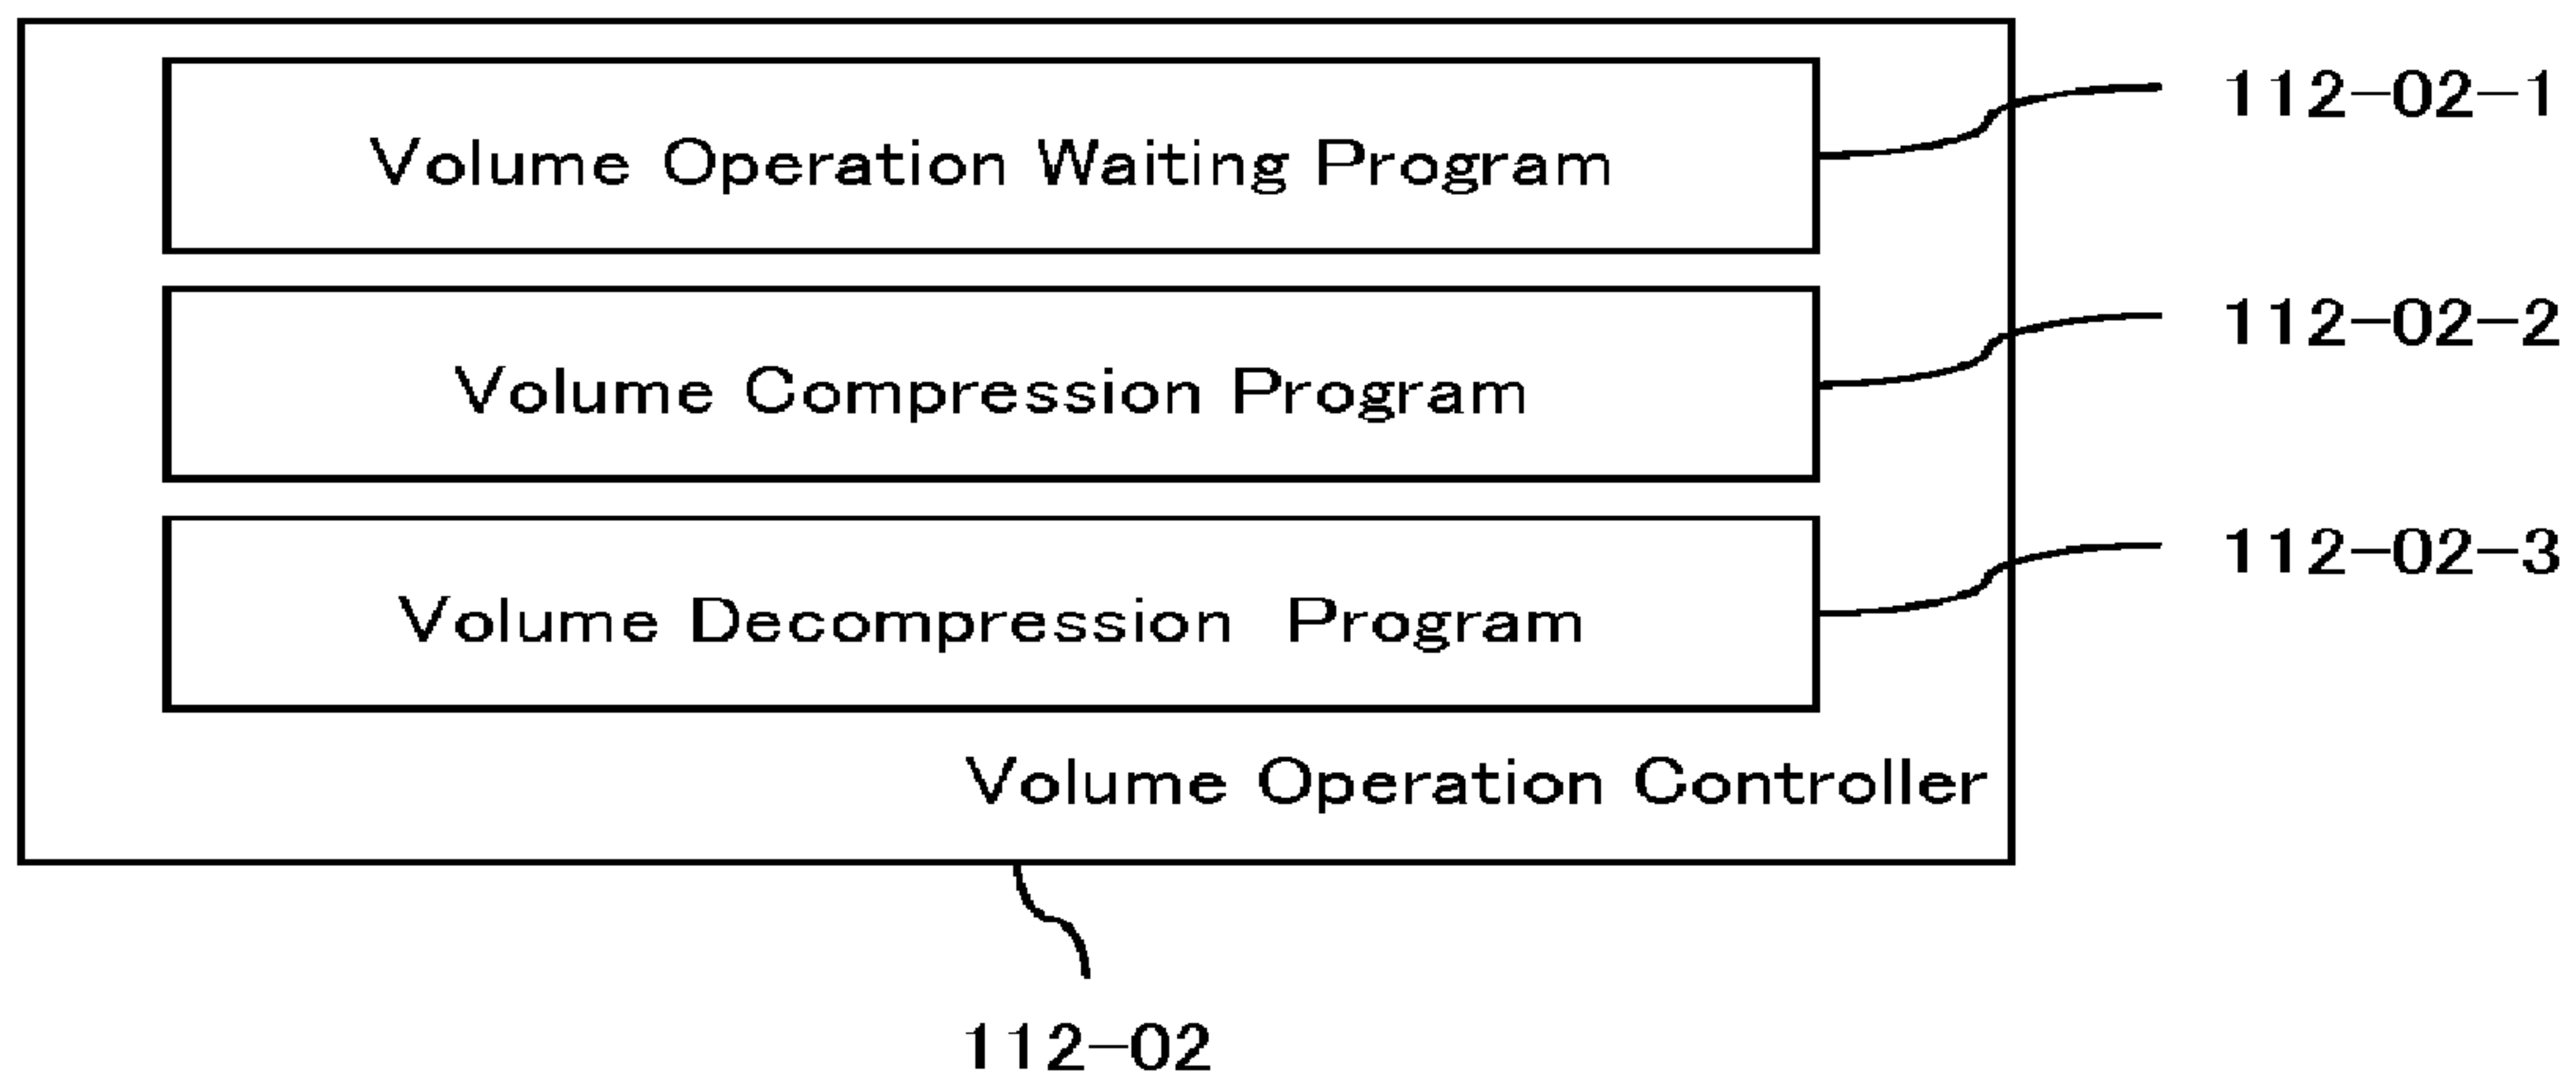 Volume Operation Waiting Program
112-02-1
Volume Compression Program
112-02-2
Volume Decompression Program
112-02-3
Volume Operation Controller
112-02